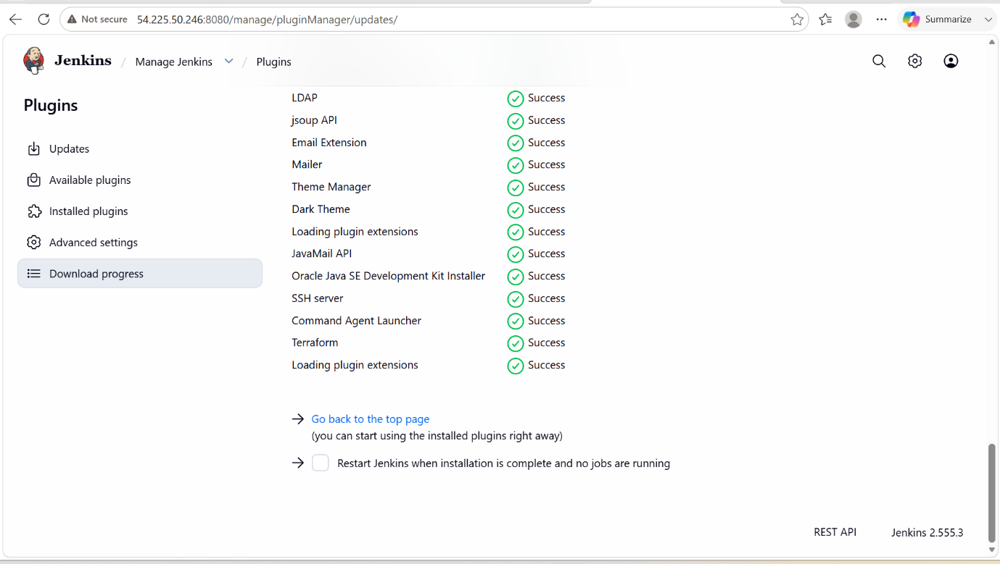 Not secure 54.225.50.246:8080/manage/pluginManager/updates/ Summarize
Jenkins / Manage Jenkins / Plugins
Plugins
Updates
Available plugins
Installed plugins
Advanced settings
Download progress
LDAP Success
jsoup API Success
Email Extension Success
Mailer Success
Theme Manager Success
Dark Theme Success
Loading plugin extensions Success
JavaMail API Success
Oracle Java SE Development Kit Installer Success
SSH server Success
Command Agent Launcher Success
Terraform Success
Loading plugin extensions Success
Go back to the top page
(you can start using the installed plugins right away)
Restart Jenkins when installation is complete and no jobs are running
REST API Jenkins 2.555.3